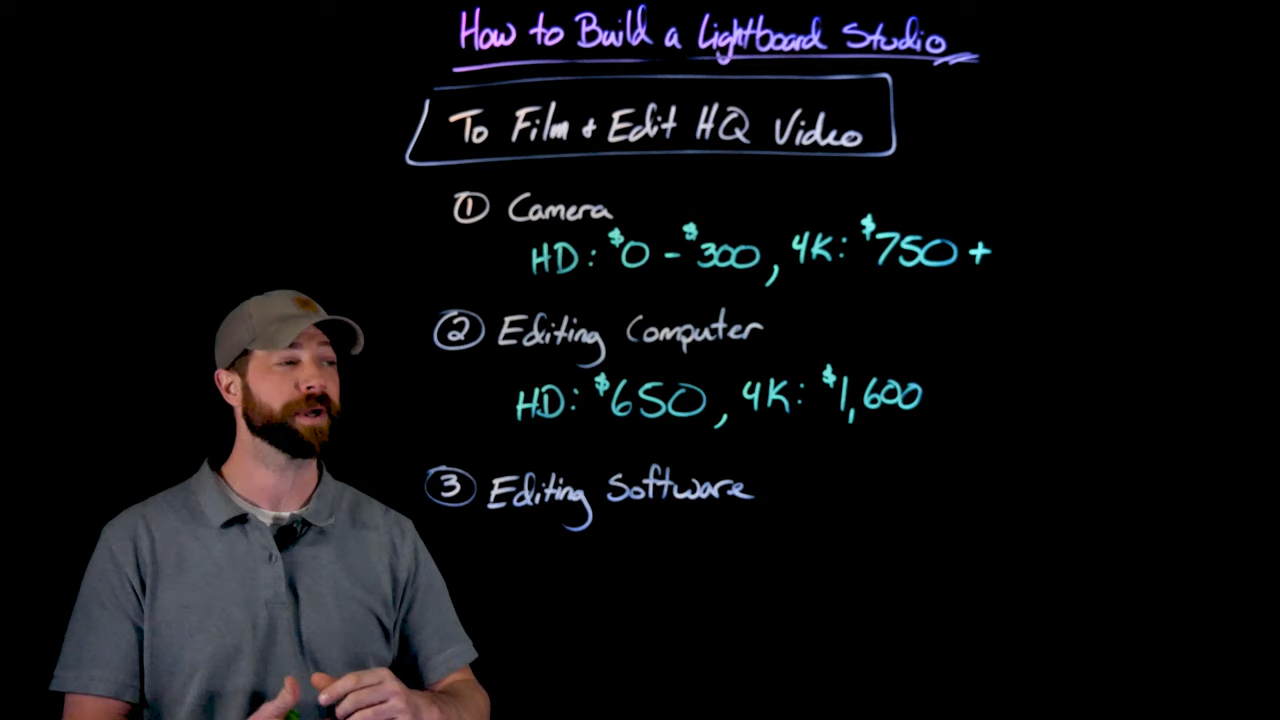 How to Build a Lightboard Studio
To Film + Edit HQ Video
① Camera
HD: $0 - $300, 4K: $750 +
② Editing Computer
HD: $650, 4K: $1,600
③ Editing Software